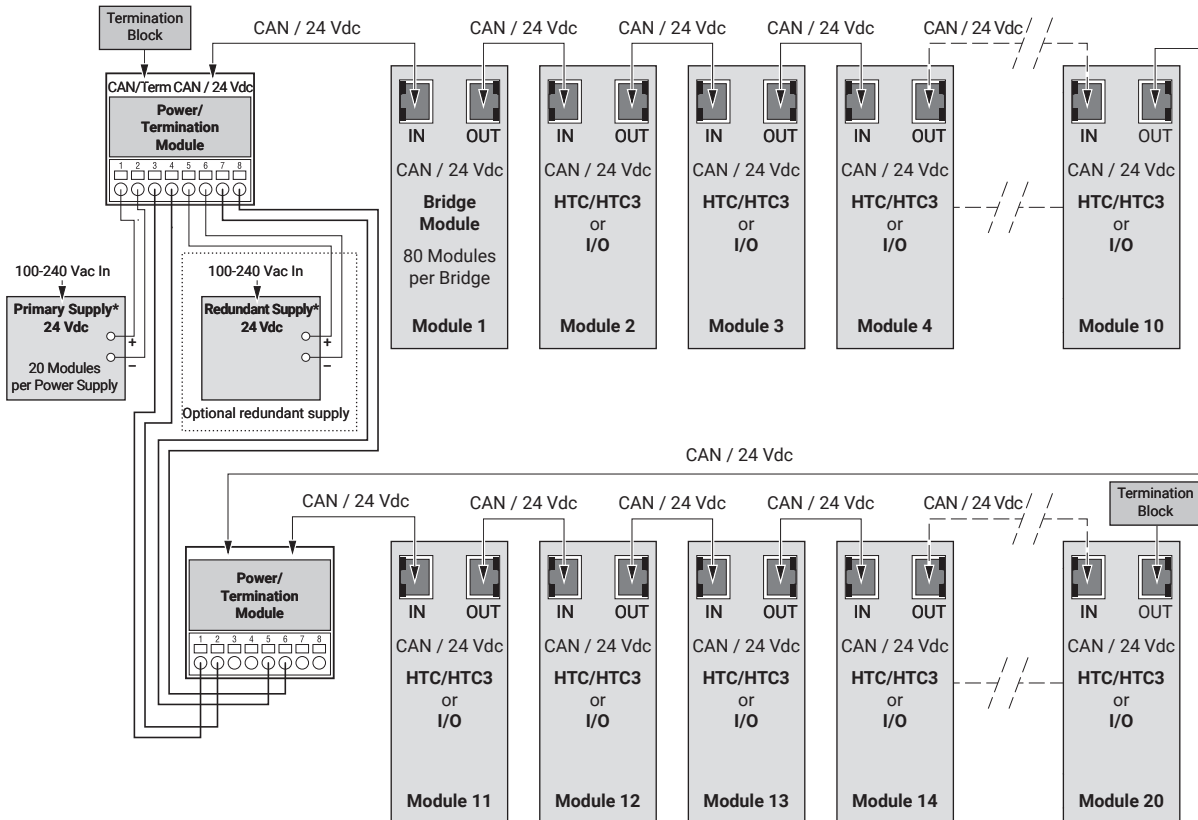 Termination
Block
CAN / 24 Vdc
CAN / 24 Vdc
CAN / 24 Vdc
CAN / 24 Vdc
CAN / 24 Vdc
CAN/Term CAN / 24 Vdc
Power/
Termination
Module
1 2 3 4 5 6 7 8
IN OUT
CAN / 24 Vdc
Bridge
Module
80 Modules
per Bridge
Module 1
IN OUT
CAN / 24 Vdc
HTC/HTC3
or
I/O
Module 2
IN OUT
CAN / 24 Vdc
HTC/HTC3
or
I/O
Module 3
IN OUT
CAN / 24 Vdc
HTC/HTC3
or
I/O
Module 4
IN OUT
CAN / 24 Vdc
HTC/HTC3
or
I/O
Module 10
100-240 Vac In
Primary Supply*
24 Vdc
+
−
20 Modules
per Power Supply
100-240 Vac In
Redundant Supply*
24 Vdc
+
−
Optional redundant supply
CAN / 24 Vdc
CAN / 24 Vdc
CAN / 24 Vdc
CAN / 24 Vdc
CAN / 24 Vdc
CAN / 24 Vdc
Termination
Block
Power/
Termination
Module
1 2 3 4 5 6 7 8
IN OUT
CAN / 24 Vdc
HTC/HTC3
or
I/O
Module 11
IN OUT
CAN / 24 Vdc
HTC/HTC3
or
I/O
Module 12
IN OUT
CAN / 24 Vdc
HTC/HTC3
or
I/O
Module 13
IN OUT
CAN / 24 Vdc
HTC/HTC3
or
I/O
Module 14
IN OUT
CAN / 24 Vdc
HTC/HTC3
or
I/O
Module 20